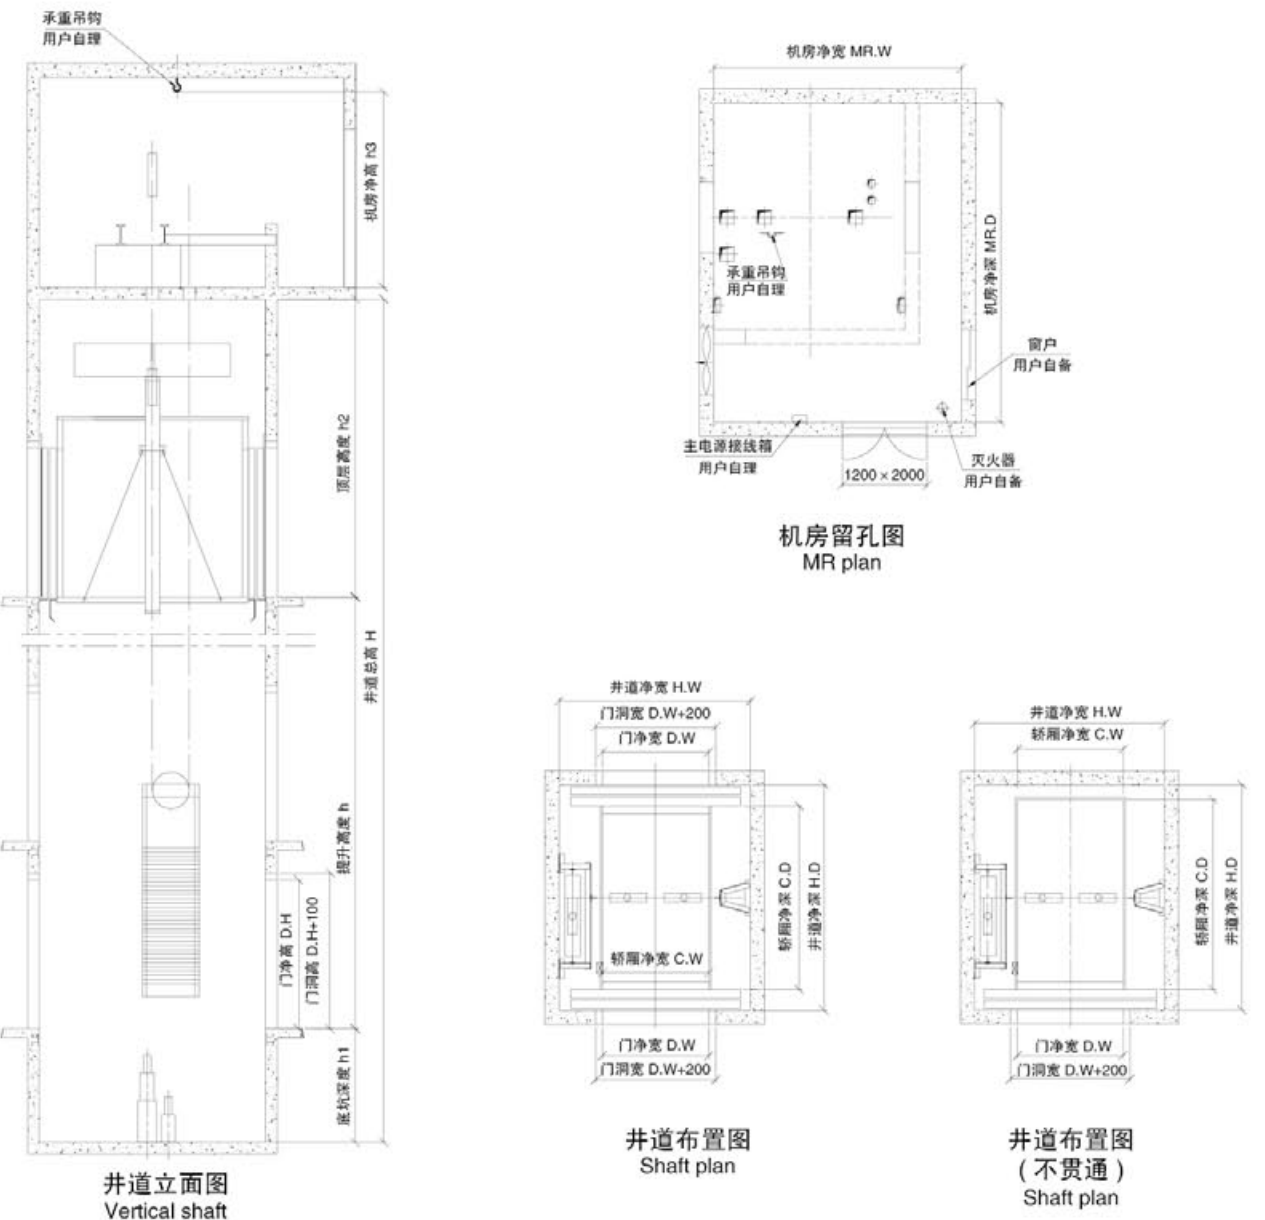 承重吊钩
用户自理
机房净高 h3
顶层高度 h2
井道总高 H
提升高度 h
门净高 D.H
门洞高 D.H+100
底坑深度 h1
井道立面图
Vertical shaft
机房净宽 MR.W
机房净深 MR.D
承重吊钩
用户自理
窗户
用户自备
主电源接线箱
用户自理
1200×2000
灭火器
用户自备
机房留孔图
MR plan
井道净宽 H.W
门洞宽 D.W+200
门净宽 D.W
轿厢净深 C.D
井道净深 H.D
轿厢净宽 C.W
门净宽 D.W
门洞宽 D.W+200
井道布置图
Shaft plan
井道净宽 H.W
轿厢净宽 C.W
轿厢净深 C.D
井道净深 H.D
门净宽 D.W
门洞宽 D.W+200
井道布置图
（不贯通）
Shaft plan